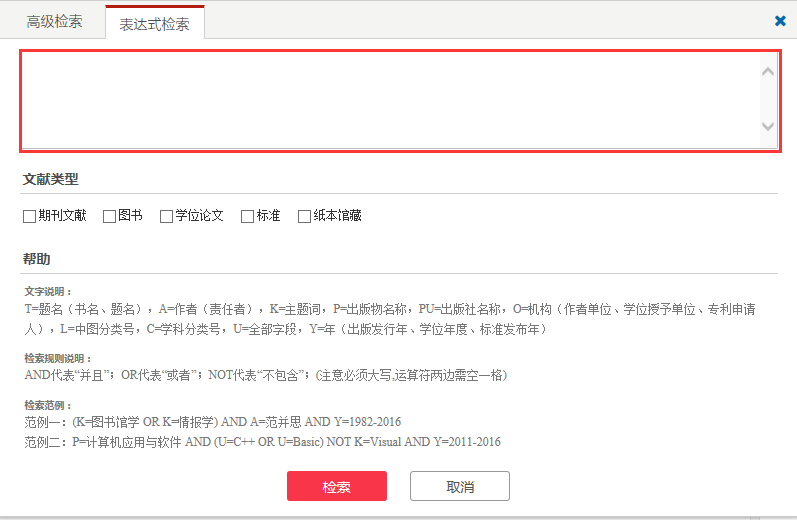 高级检索
表达式检索
文献类型
期刊文献 图书 学位论文 标准 纸本馆藏
帮助
文字说明：
T=题名（书名、题名），A=作者（责任者），K=主题词，P=出版物名称，PU=出版社名称，O=机构（作者单位、学位授予单位、专利申请
人），L=中图分类号，C=学科分类号，U=全部字段，Y=年（出版发行年、学位年度、标准发布年）
检索规则说明：
AND代表“并且”；OR代表“或者”；NOT代表“不包含”；(注意必须大写,运算符两边需空一格)
检索范例：
范例一：(K=图书馆学 OR K=情报学) AND A=范并思 AND Y=1982-2016
范例二：P=计算机应用与软件 AND (U=C++ OR U=Basic) NOT K=Visual AND Y=2011-2016
检索
取消